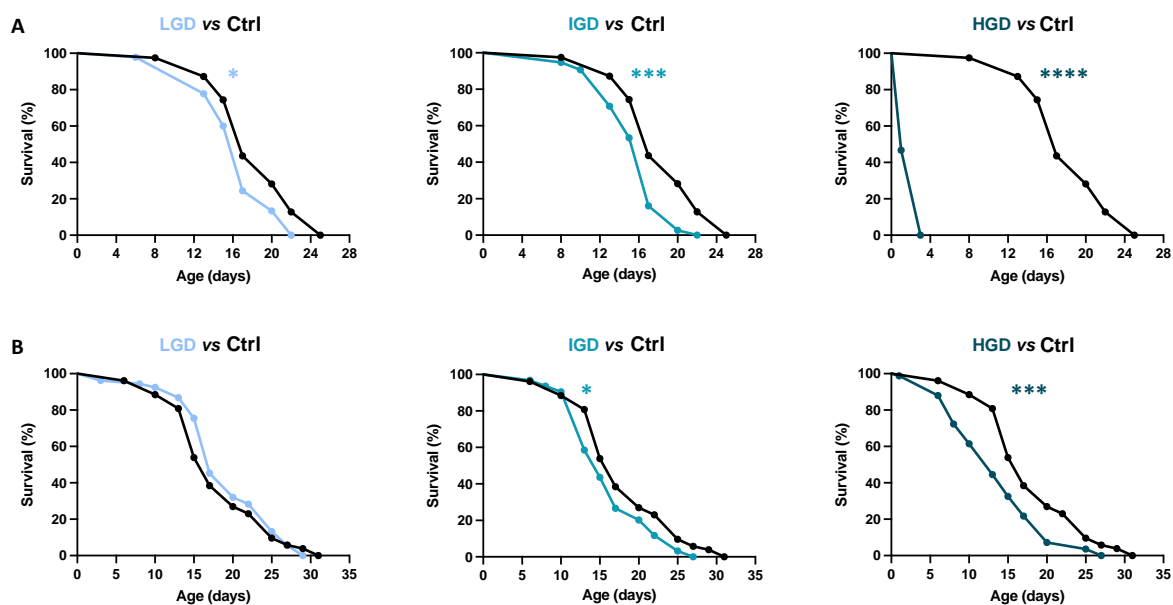 A
LGD vs Ctrl
*
Survival (%)
100
80
60
40
20
0
0 4 8 12 16 20 24 28
Age (days)
IGD vs Ctrl
***
Survival (%)
100
80
60
40
20
0
0 4 8 12 16 20 24 28
Age (days)
HGD vs Ctrl
****
Survival (%)
100
80
60
40
20
0
0 4 8 12 16 20 24 28
Age (days)
B
LGD vs Ctrl
Survival (%)
100
80
60
40
20
0
0 5 10 15 20 25 30 35
Age (days)
IGD vs Ctrl
*
Survival (%)
100
80
60
40
20
0
0 5 10 15 20 25 30 35
Age (days)
HGD vs Ctrl
***
Survival (%)
100
80
60
40
20
0
0 5 10 15 20 25 30 35
Age (days)